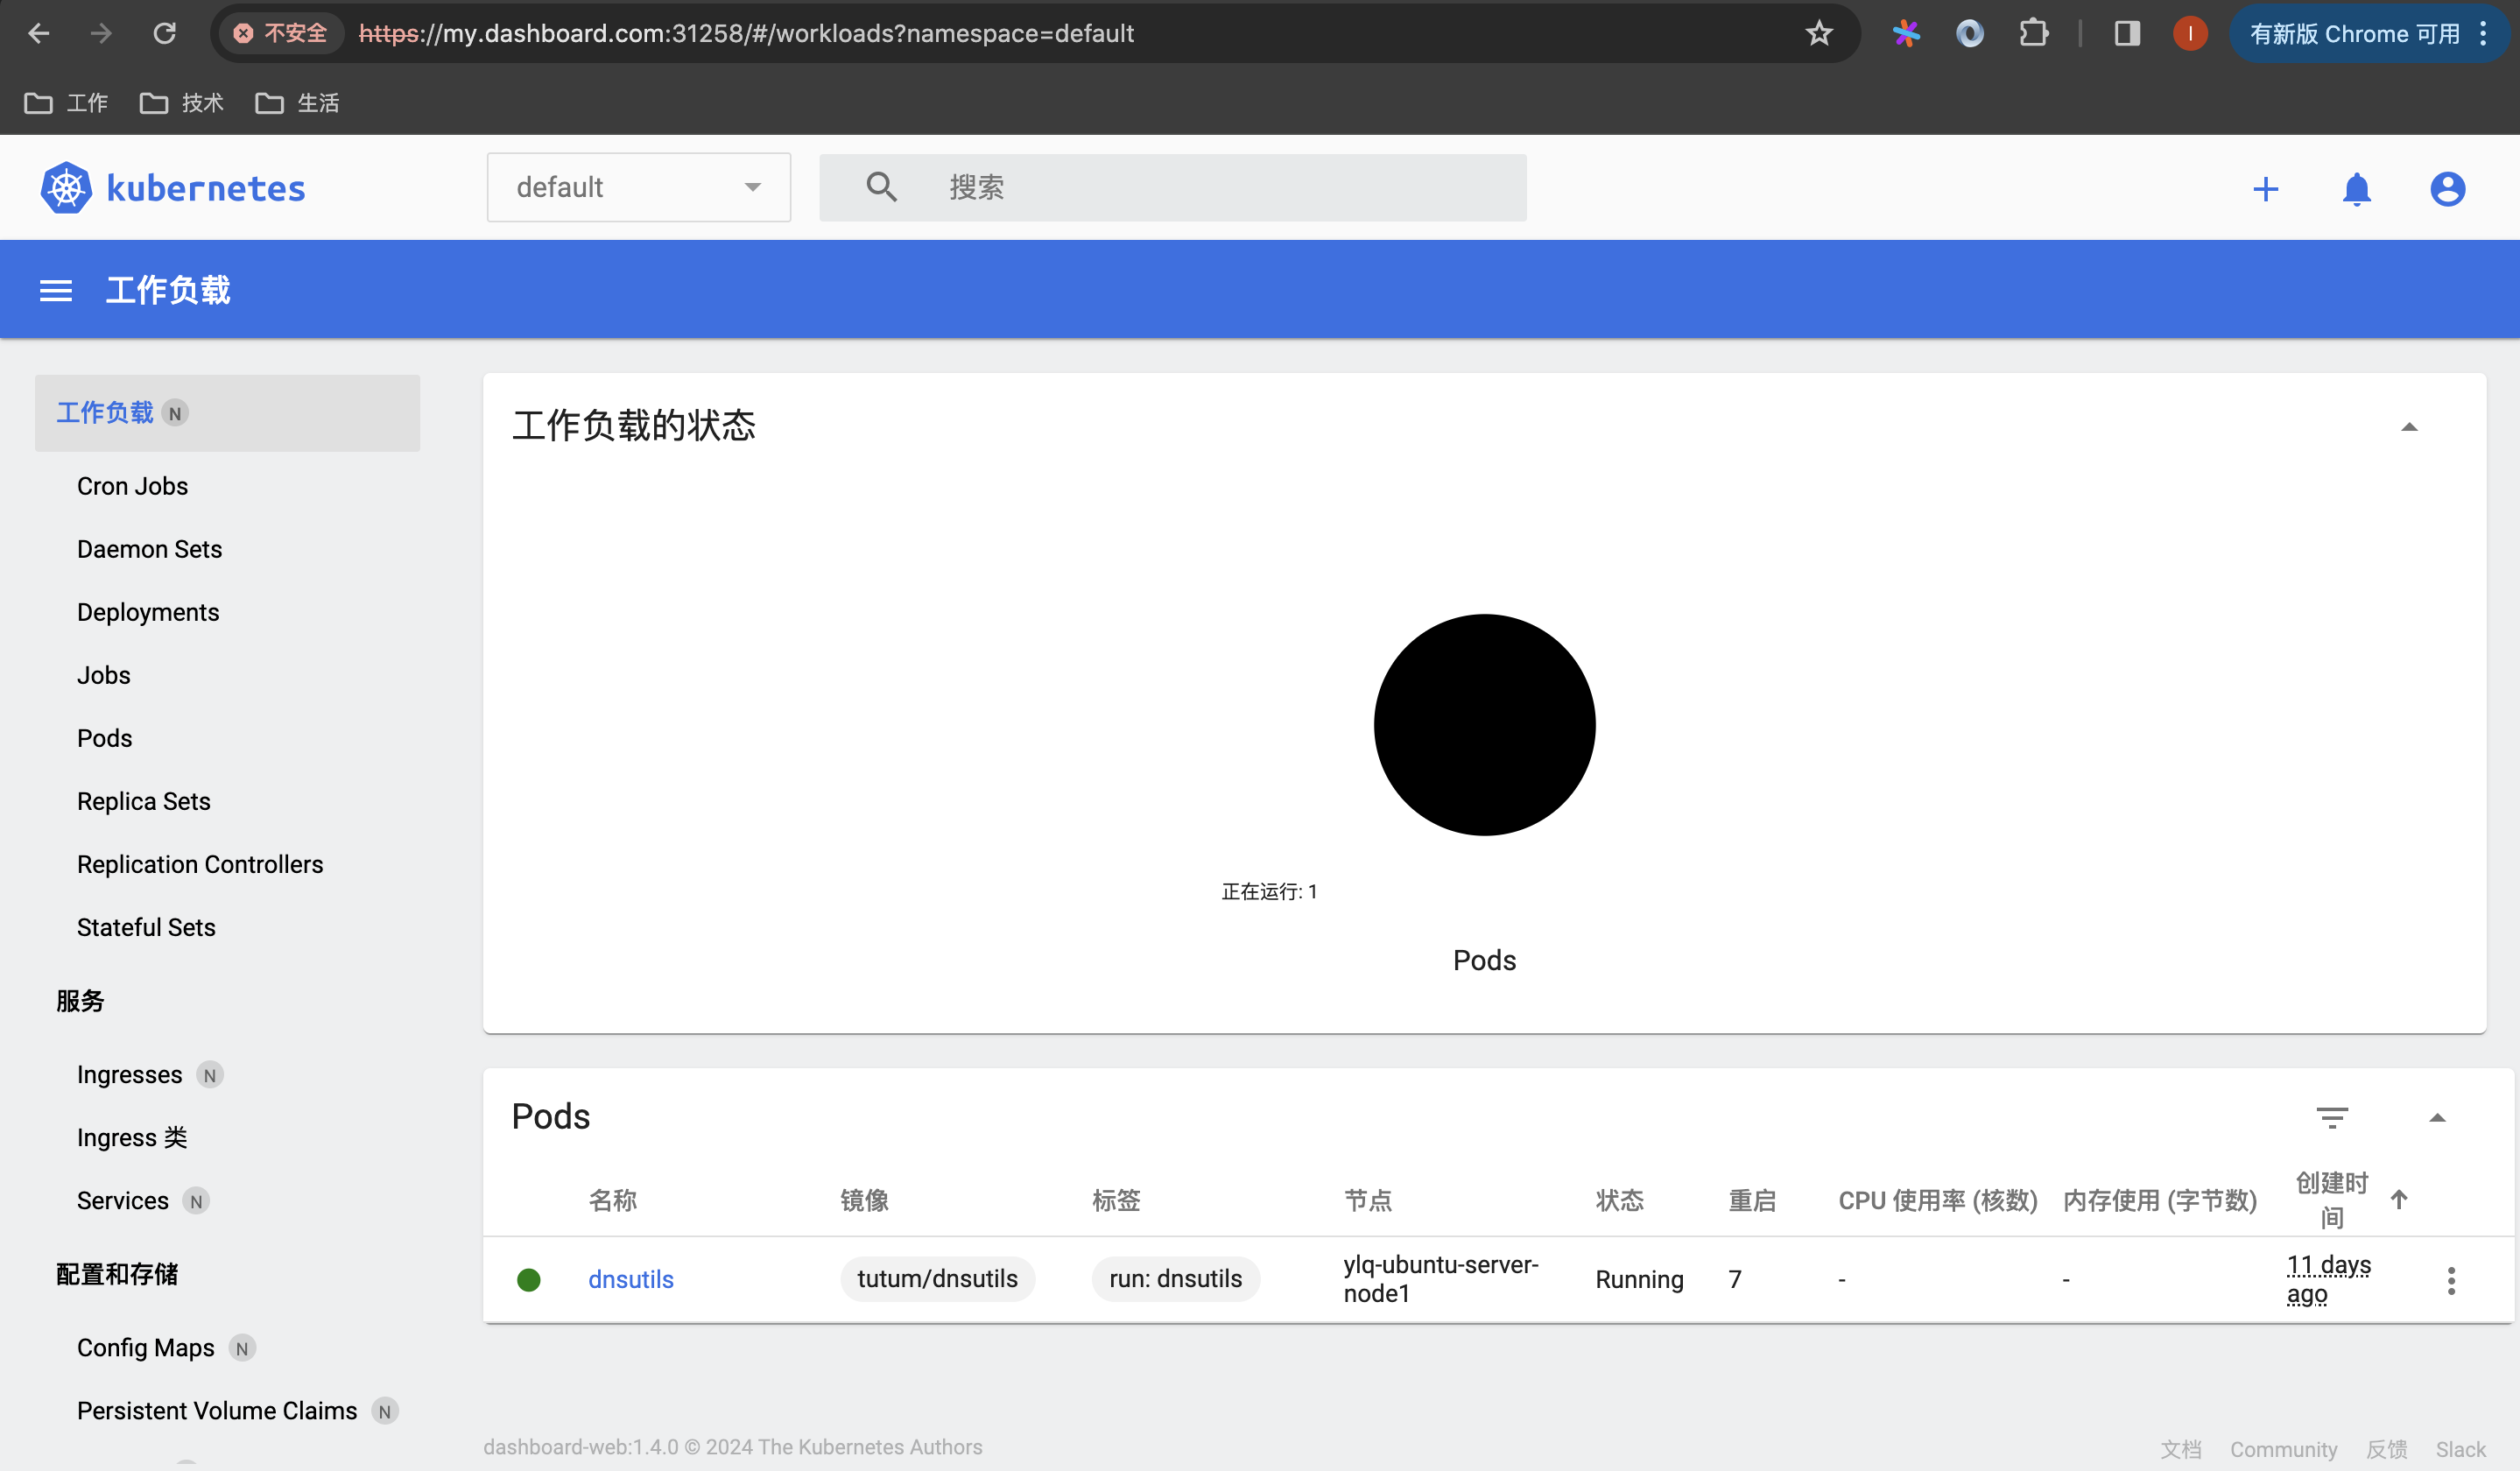 不安全 https://my.dashboard.com:31258/#/workloads?namespace=default
有新版 Chrome 可用
工作 技术 生活
kubernetes default 搜索
工作负载
工作负载 N
Cron Jobs
Daemon Sets
Deployments
Jobs
Pods
Replica Sets
Replication Controllers
Stateful Sets
服务
Ingresses N
Ingress 类
Services N
配置和存储
Config Maps N
Persistent Volume Claims N
工作负载的状态
正在运行: 1
Pods
Pods
名称 镜像 标签 节点 状态 重启 CPU 使用率 (核数) 内存使用 (字节数) 创建时
间
dnsutils tutum/dnsutils run: dnsutils ylq-ubuntu-server-
node1 Running 7 - - 11 days
ago
dashboard-web:1.4.0 © 2024 The Kubernetes Authors
文档 Community 反馈 Slack